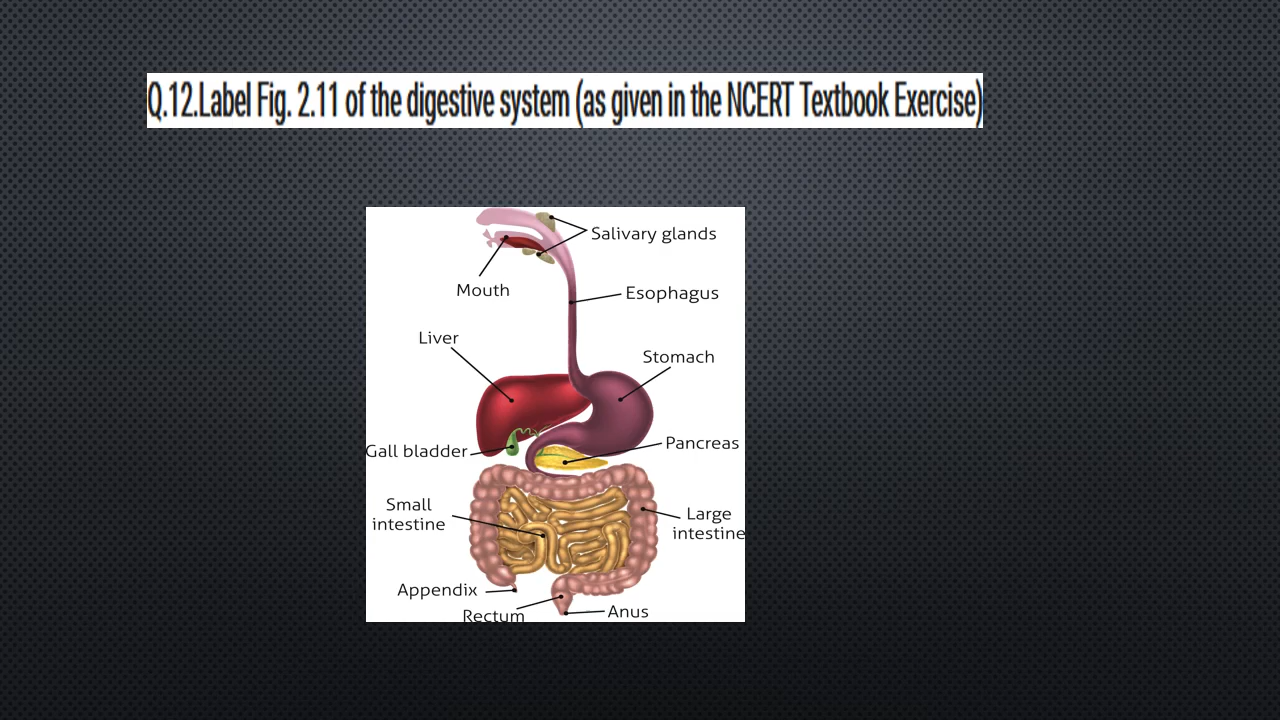 Q.12.Label Fig. 2.11 of the digestive system (as given in the NCERT Textbook Exercise)
Salivary glands
Mouth
Esophagus
Liver
Stomach
Gall bladder
Pancreas
Small
intestine
Large
intestine
Appendix
Rectum
Anus